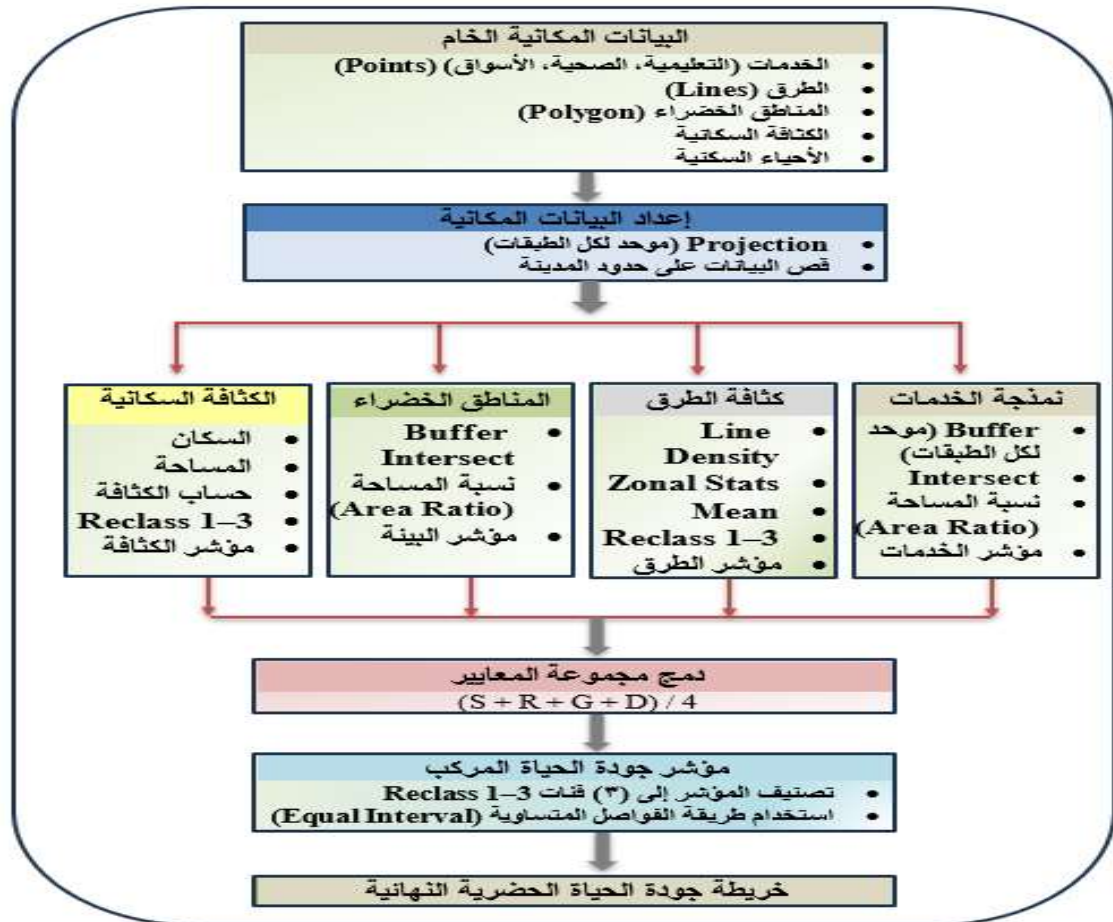 البيانات المكانية الخام
• الخدمات (التعليمية، الصحية، الأسواق) (Points)
• الطرق (Lines)
• المناطق الخضراء (Polygon)
• الكثافة السكانية
• الأحياء السكنية
إعداد البيانات المكانية
• Projection (موحد لكل الطبقات)
• قص البيانات على حدود المدينة
نمذجة الخدمات
• Buffer (موحد
لكل الطبقات)
• Intersect
• نسبة المساحة
(Area Ratio)
• مؤشر الخدمات
كثافة الطرق
• Line
Density
• Zonal Stats
• Mean
• Reclass 1–3
• مؤشر الطرق
المناطق الخضراء
• Buffer
Intersect
• نسبة المساحة
(Area Ratio)
• مؤشر البيئة
الكثافة السكانية
• السكان
• المساحة
• حساب الكثافة
• Reclass 1–3
• مؤشر الكثافة
دمج مجموعة المعايير
(S + R + G + D) / 4
مؤشر جودة الحياة المركب
• تصنيف المؤشر إلى (٣) فئات Reclass 1–3
• استخدام طريقة الفواصل المتساوية (Equal Interval)
خريطة جودة الحياة الحضرية النهائية